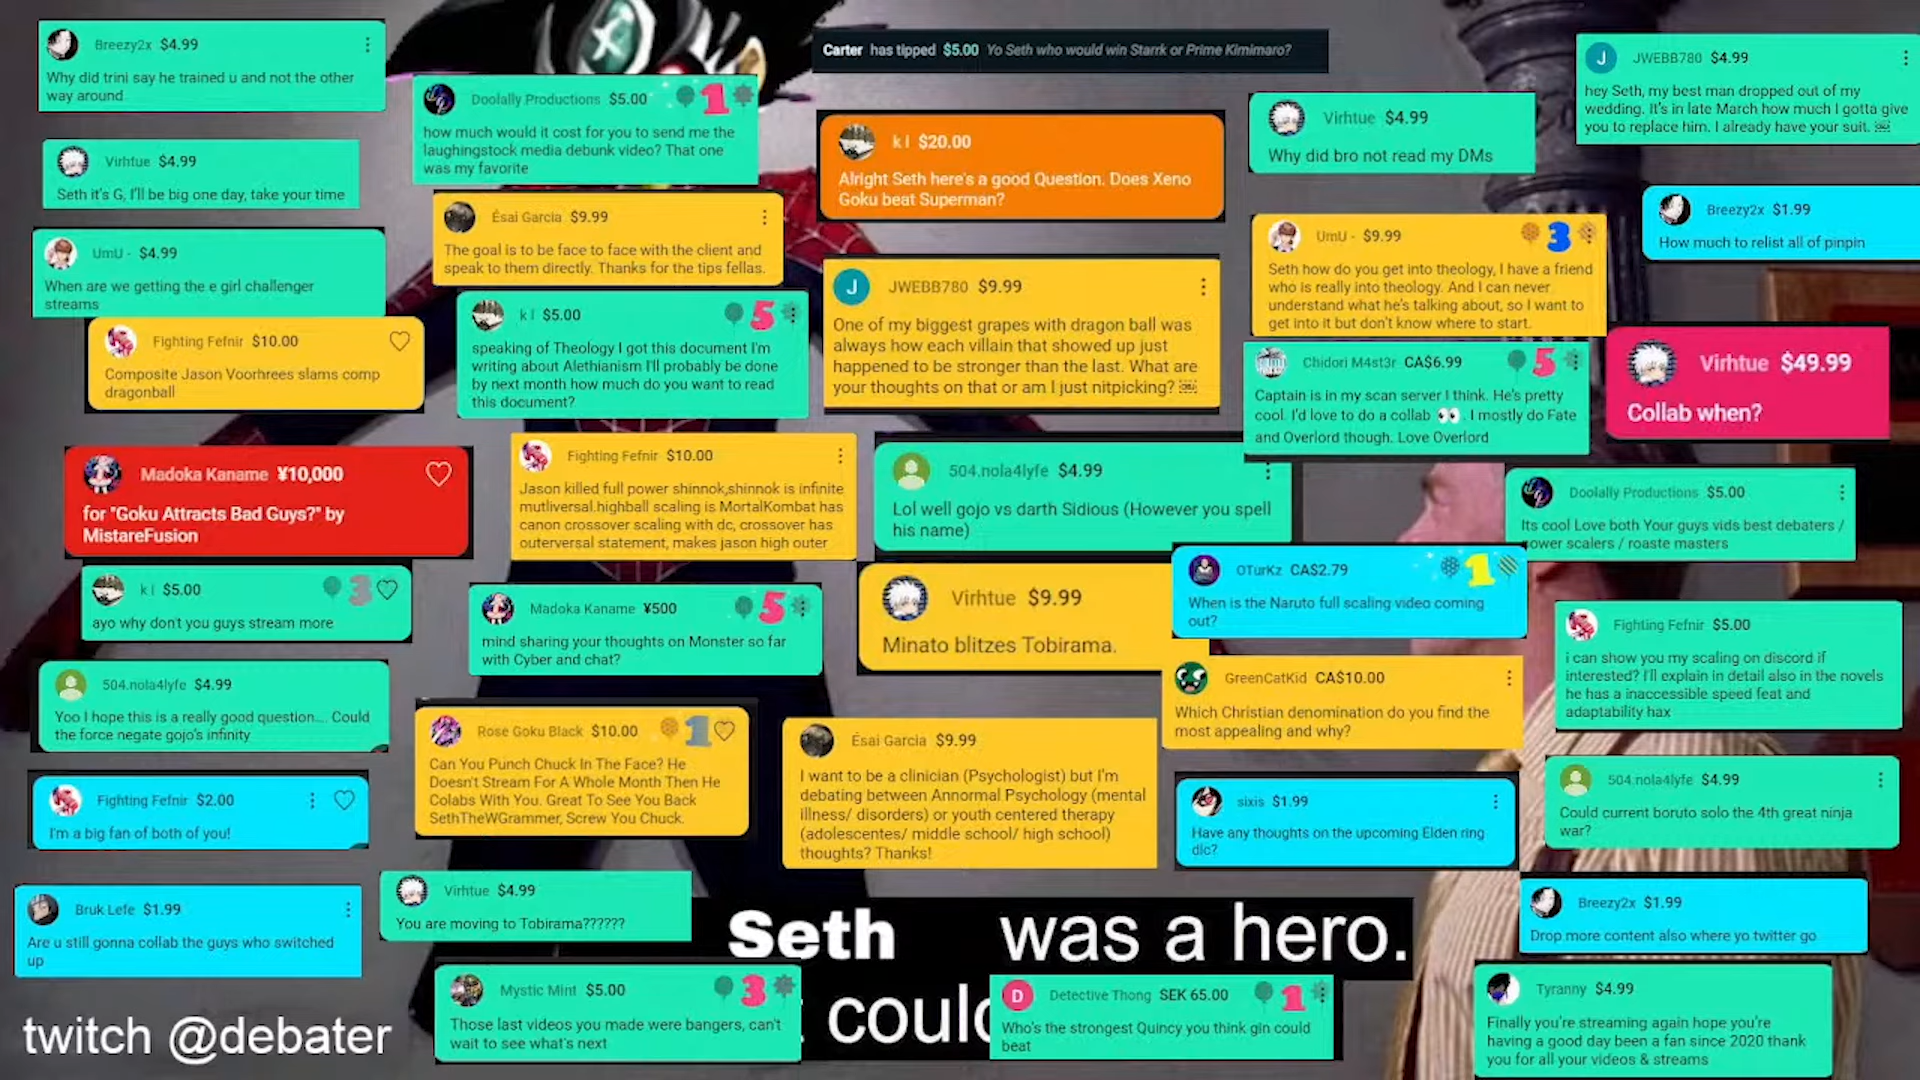 Breezy2x $4.99
Why did trini say he trained u and not the other
way around
Virhtue $4.99
Seth it's G, I'll be big one day, take your time
UmU - $4.99
When are we getting the e girl challenger
streams
Fighting Fefnir $10.00
Composite Jason Voorhees slams comp
dragonball
Madoka Kaname ¥10,000
for "Goku Attracts Bad Guys?" by
MistareFusion
k l $5.00 3
ayo why don't you guys stream more
504.nola4lyfe $4.99
Yoo I hope this is a really good question.... Could
the force negate gojo's infinity
Fighting Fefnir $2.00
I'm a big fan of both of you!
Bruk Lefe $1.99
Are u still gonna collab the guys who switched
up
twitch @debater
Doolally Productions $5.00 1
how much would it cost for you to send me the
laughingstock media debunk video? That one
was my favorite
Ésai Garcia $9.99
The goal is to be face to face with the client and
speak to them directly. Thanks for the tips fellas.
k l $5.00 5
speaking of Theology I got this document I'm
writing about Alethianism I'll probably be done
by next month how much do you want to read
this document?
Fighting Fefnir $10.00
Jason killed full power shinnok,shinnok is infinite
mutliversal.highball scaling is MortalKombat has
canon crossover scaling with dc, crossover has
outerversal statement, makes jason high outer
Madoka Kaname ¥500 5
mind sharing your thoughts on Monster so far
with Cyber and chat?
Rose Goku Black $10.00 1
Can You Punch Chuck In The Face? He
Doesn't Stream For A Whole Month Then He
Colabs With You. Great To See You Back
SethTheWGrammer, Screw You Chuck.
Virhtue $4.99
You are moving to Tobirama??????
Mystic Mint $5.00 3
Those last videos you made were bangers, can't
wait to see what's next
Carter has tipped $5.00 Yo Seth who would win Starrk or Prime Kimimaro?
k l $20.00
Alright Seth here's a good Question. Does Xeno
Goku beat Superman?
J JWEBB780 $9.99
One of my biggest grapes with dragon ball was
always how each villain that showed up just
happened to be stronger than the last. What are
your thoughts on that or am I just nitpicking?
504.nola4lyfe $4.99
Lol well gojo vs darth Sidious (However you spell
his name)
Virhtue $9.99
Minato blitzes Tobirama.
Ésai Garcia $9.99
I want to be a clinician (Psychologist) but I'm
debating between Annormal Psychology (mental
illness/ disorders) or youth centered therapy
(adolescentes/ middle school/ high school)
thoughts? Thanks!
Seth was a hero.
could
D Detective Thong SEK 65.00 1
Who's the strongest Quincy you think gin could
beat
Virhtue $4.99
Why did bro not read my DMs
UmU - $9.99 3
Seth how do you get into theology, I have a friend
who is really into theology. And I can never
understand what he's talking about, so I want to
get into it but don't know where to start.
Chidori M4st3r CA$6.99 5
Captain is in my scan server I think. He's pretty
cool. I'd love to do a collab 👀. I mostly do Fate
and Overlord though. Love Overlord
OTurKz CA$2.79 1
When is the Naruto full scaling video coming
out?
GreenCatKid CA$10.00
Which Christian denomination do you find the
most appealing and why?
sixis $1.99
Have any thoughts on the upcoming Elden ring
dlc?
J JWEBB780 $4.99
hey Seth, my best man dropped out of my
wedding. It's in late March how much I gotta give
you to replace him. I already have your suit.
Breezy2x $1.99
How much to relist all of pinpin
Virhtue $49.99
Collab when?
Doolally Productions $5.00
Its cool Love both Your guys vids best debaters /
power scalers / roaste masters
Fighting Fefnir $5.00
i can show you my scaling on discord if
interested? I'll explain in detail also in the novels
he has a inaccessible speed feat and
adaptability hax
504.nola4lyfe $4.99
Could current boruto solo the 4th great ninja
war?
Breezy2x $1.99
Drop more content also where yo twitter go
Tyranny $4.99
Finally you're streaming again hope you're
having a good day been a fan since 2020 thank
you for all your videos & streams